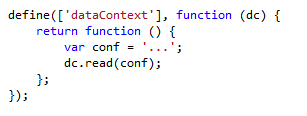 define(['dataContext'], function (dc) {
    return function () {
        var conf = '...';
        dc.read(conf);
    };
});